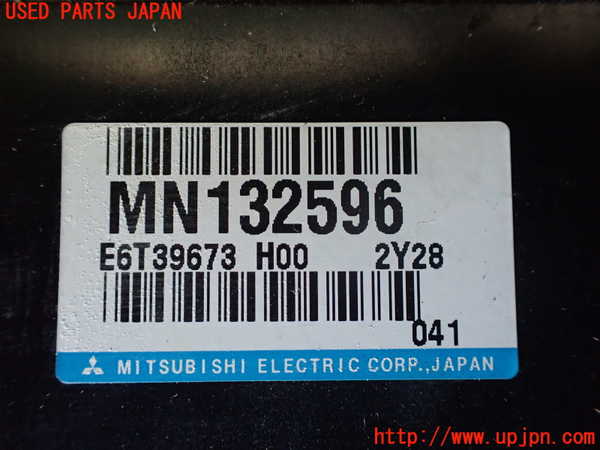 USED PARTS JAPAN
MN132596
E6T39673 H00 2Y28
041
MITSUBISHI ELECTRIC CORP.,JAPAN
http://www.upjpn.com/